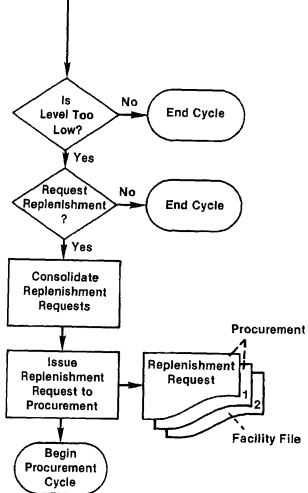 Is
Level Too
Low?
No
End Cycle
Yes
Request
Replenishment
?
No
End Cycle
Yes
Consolidate
Replenishment
Requests
Issue
Replenishment
Request to
Procurement
Procurement
Replenishment
Request
1
2
Facility File
Begin
Procurement
Cycle